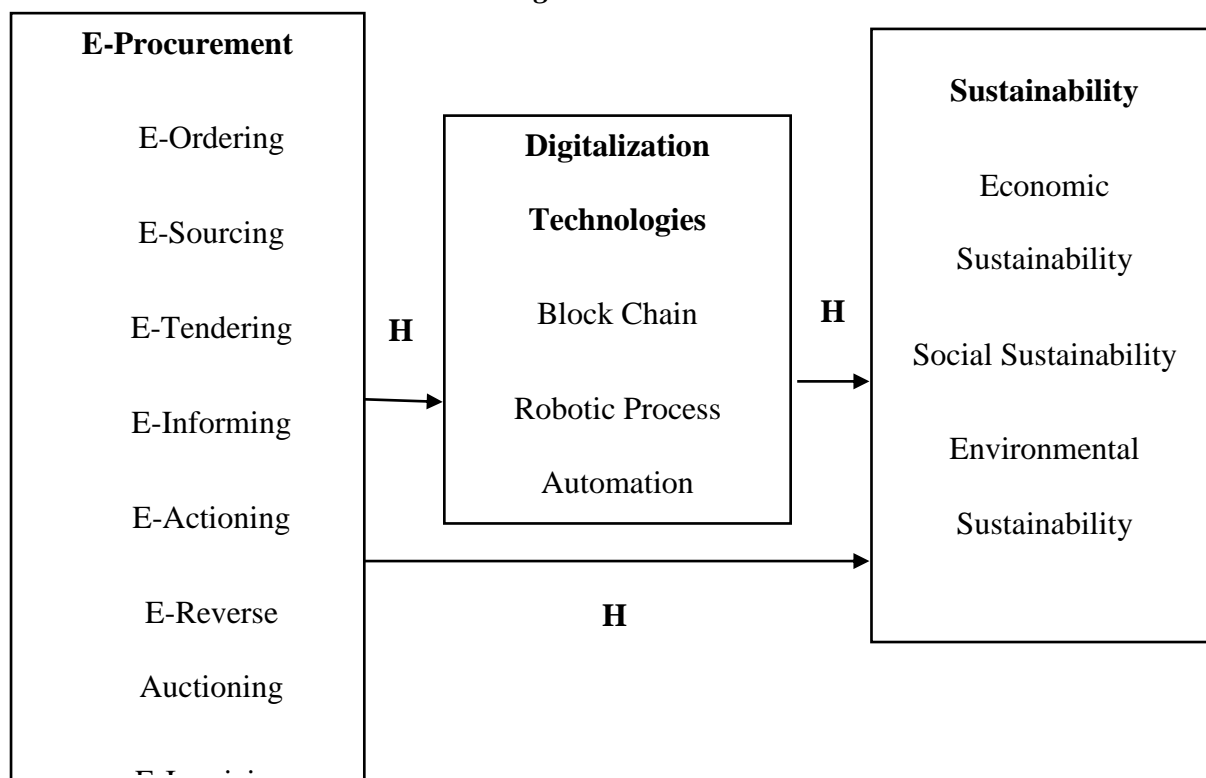 E-Procurement
E-Ordering
E-Sourcing
E-Tendering
E-Informing
E-Actioning
E-Reverse
Auctioning
H
Digitalization
Technologies
Block Chain
Robotic Process
Automation
H
H
Sustainability
Economic
Sustainability
Social Sustainability
Environmental
Sustainability